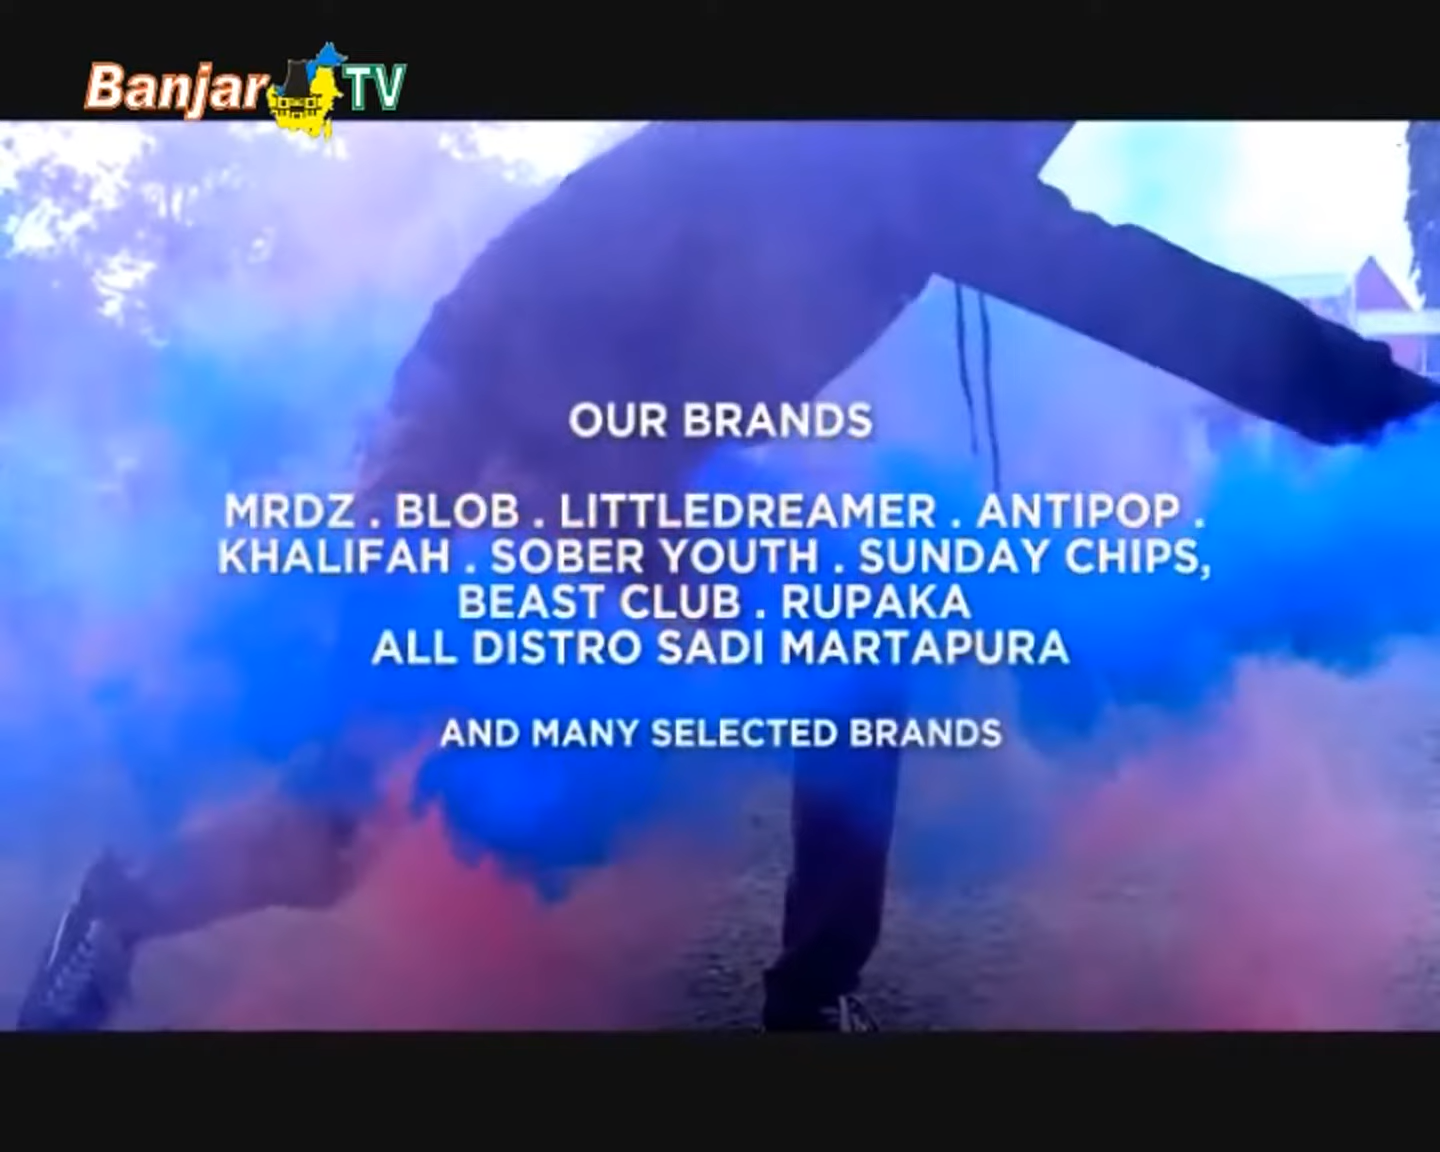 Banjar TV
OUR BRANDS
MRDZ . BLOB . LITTLEDREAMER . ANTIPOP .
KHALIFAH . SOBER YOUTH . SUNDAY CHIPS,
BEAST CLUB . RUPAKA
ALL DISTRO SADI MARTAPURA
AND MANY SELECTED BRANDS